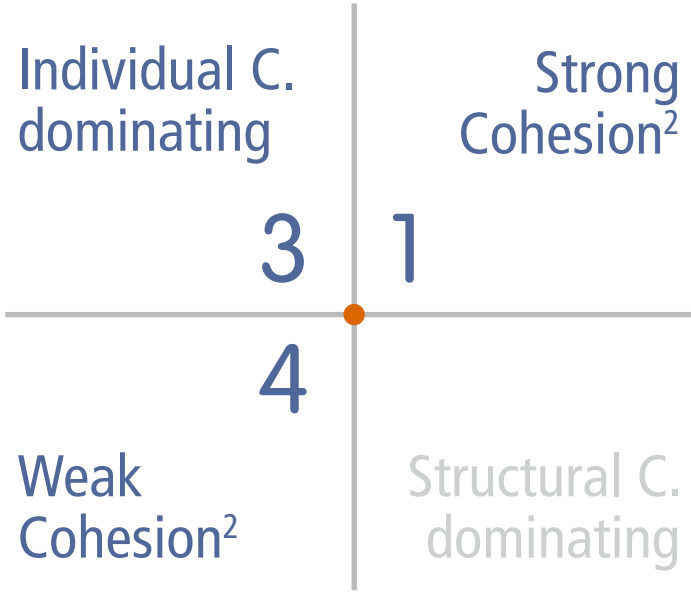 Individual C.
dominating
3
Strong
Cohesion²
1
4
Weak
Cohesion²
Structural C.
dominating